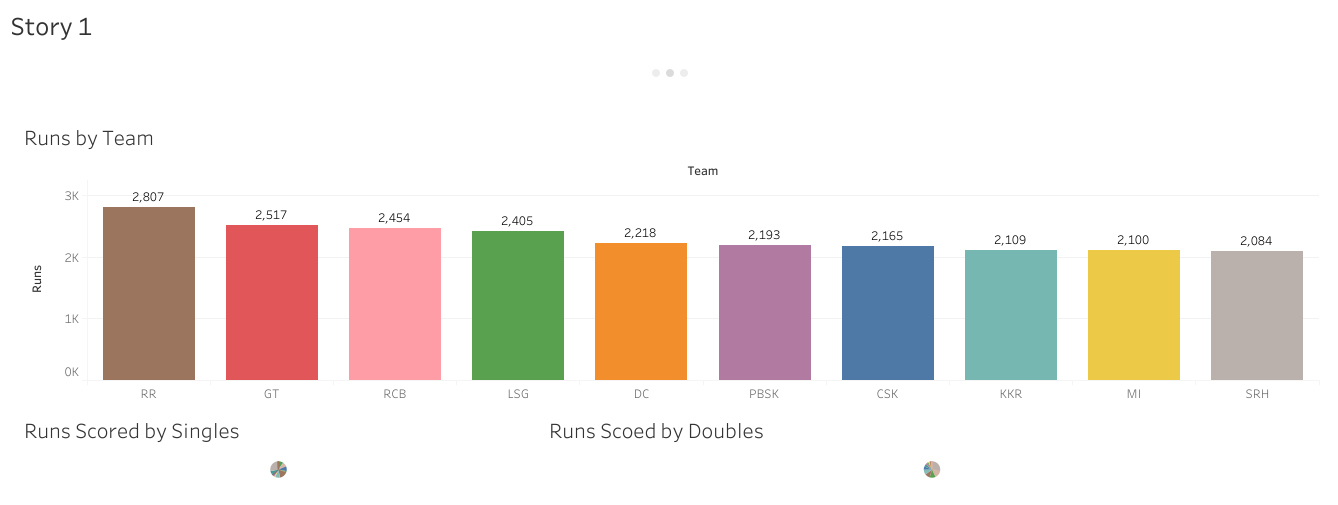 Story 1
Runs by Team
Team
3K
2K
1K
0K
Runs
2,807
2,517
2,454
2,405
2,218
2,193
2,165
2,109
2,100
2,084
RR
GT
RCB
LSG
DC
PBSK
CSK
KKR
MI
SRH
Runs Scored by Singles
Runs Scoed by Doubles